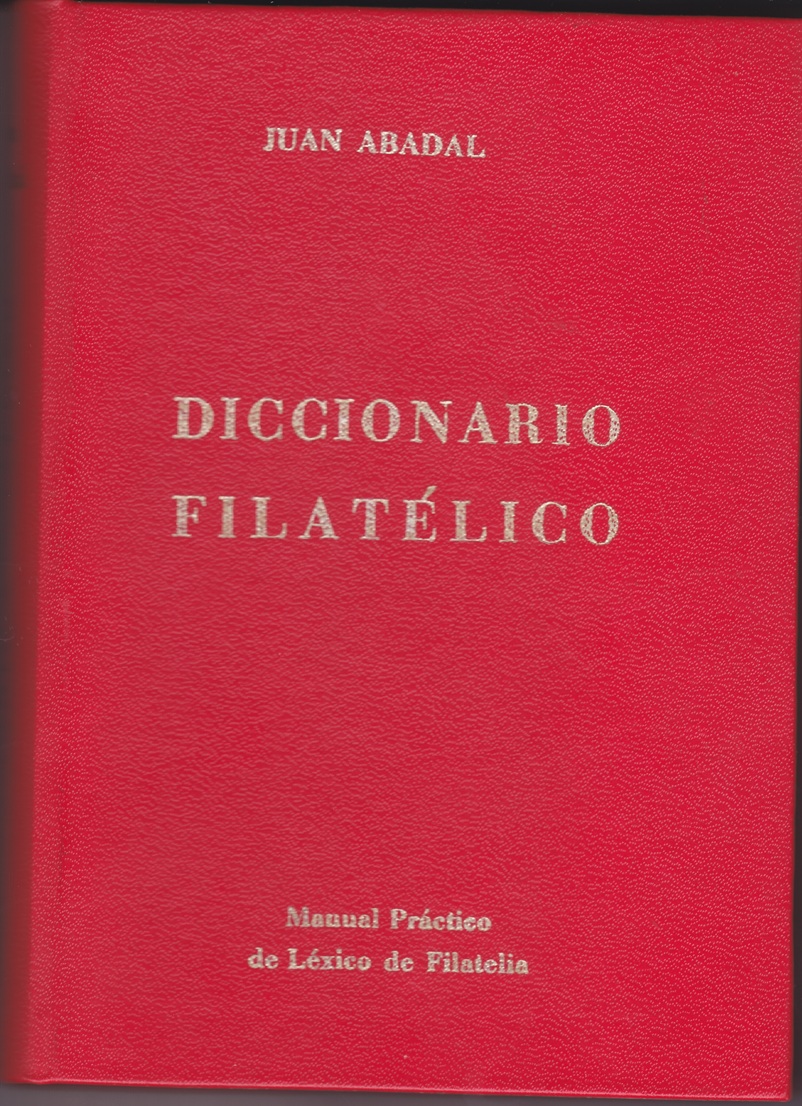 JUAN ABADAL
DICCIONARIO
FILATÉLICO
Manual Práctico
de Léxico de Filatelia